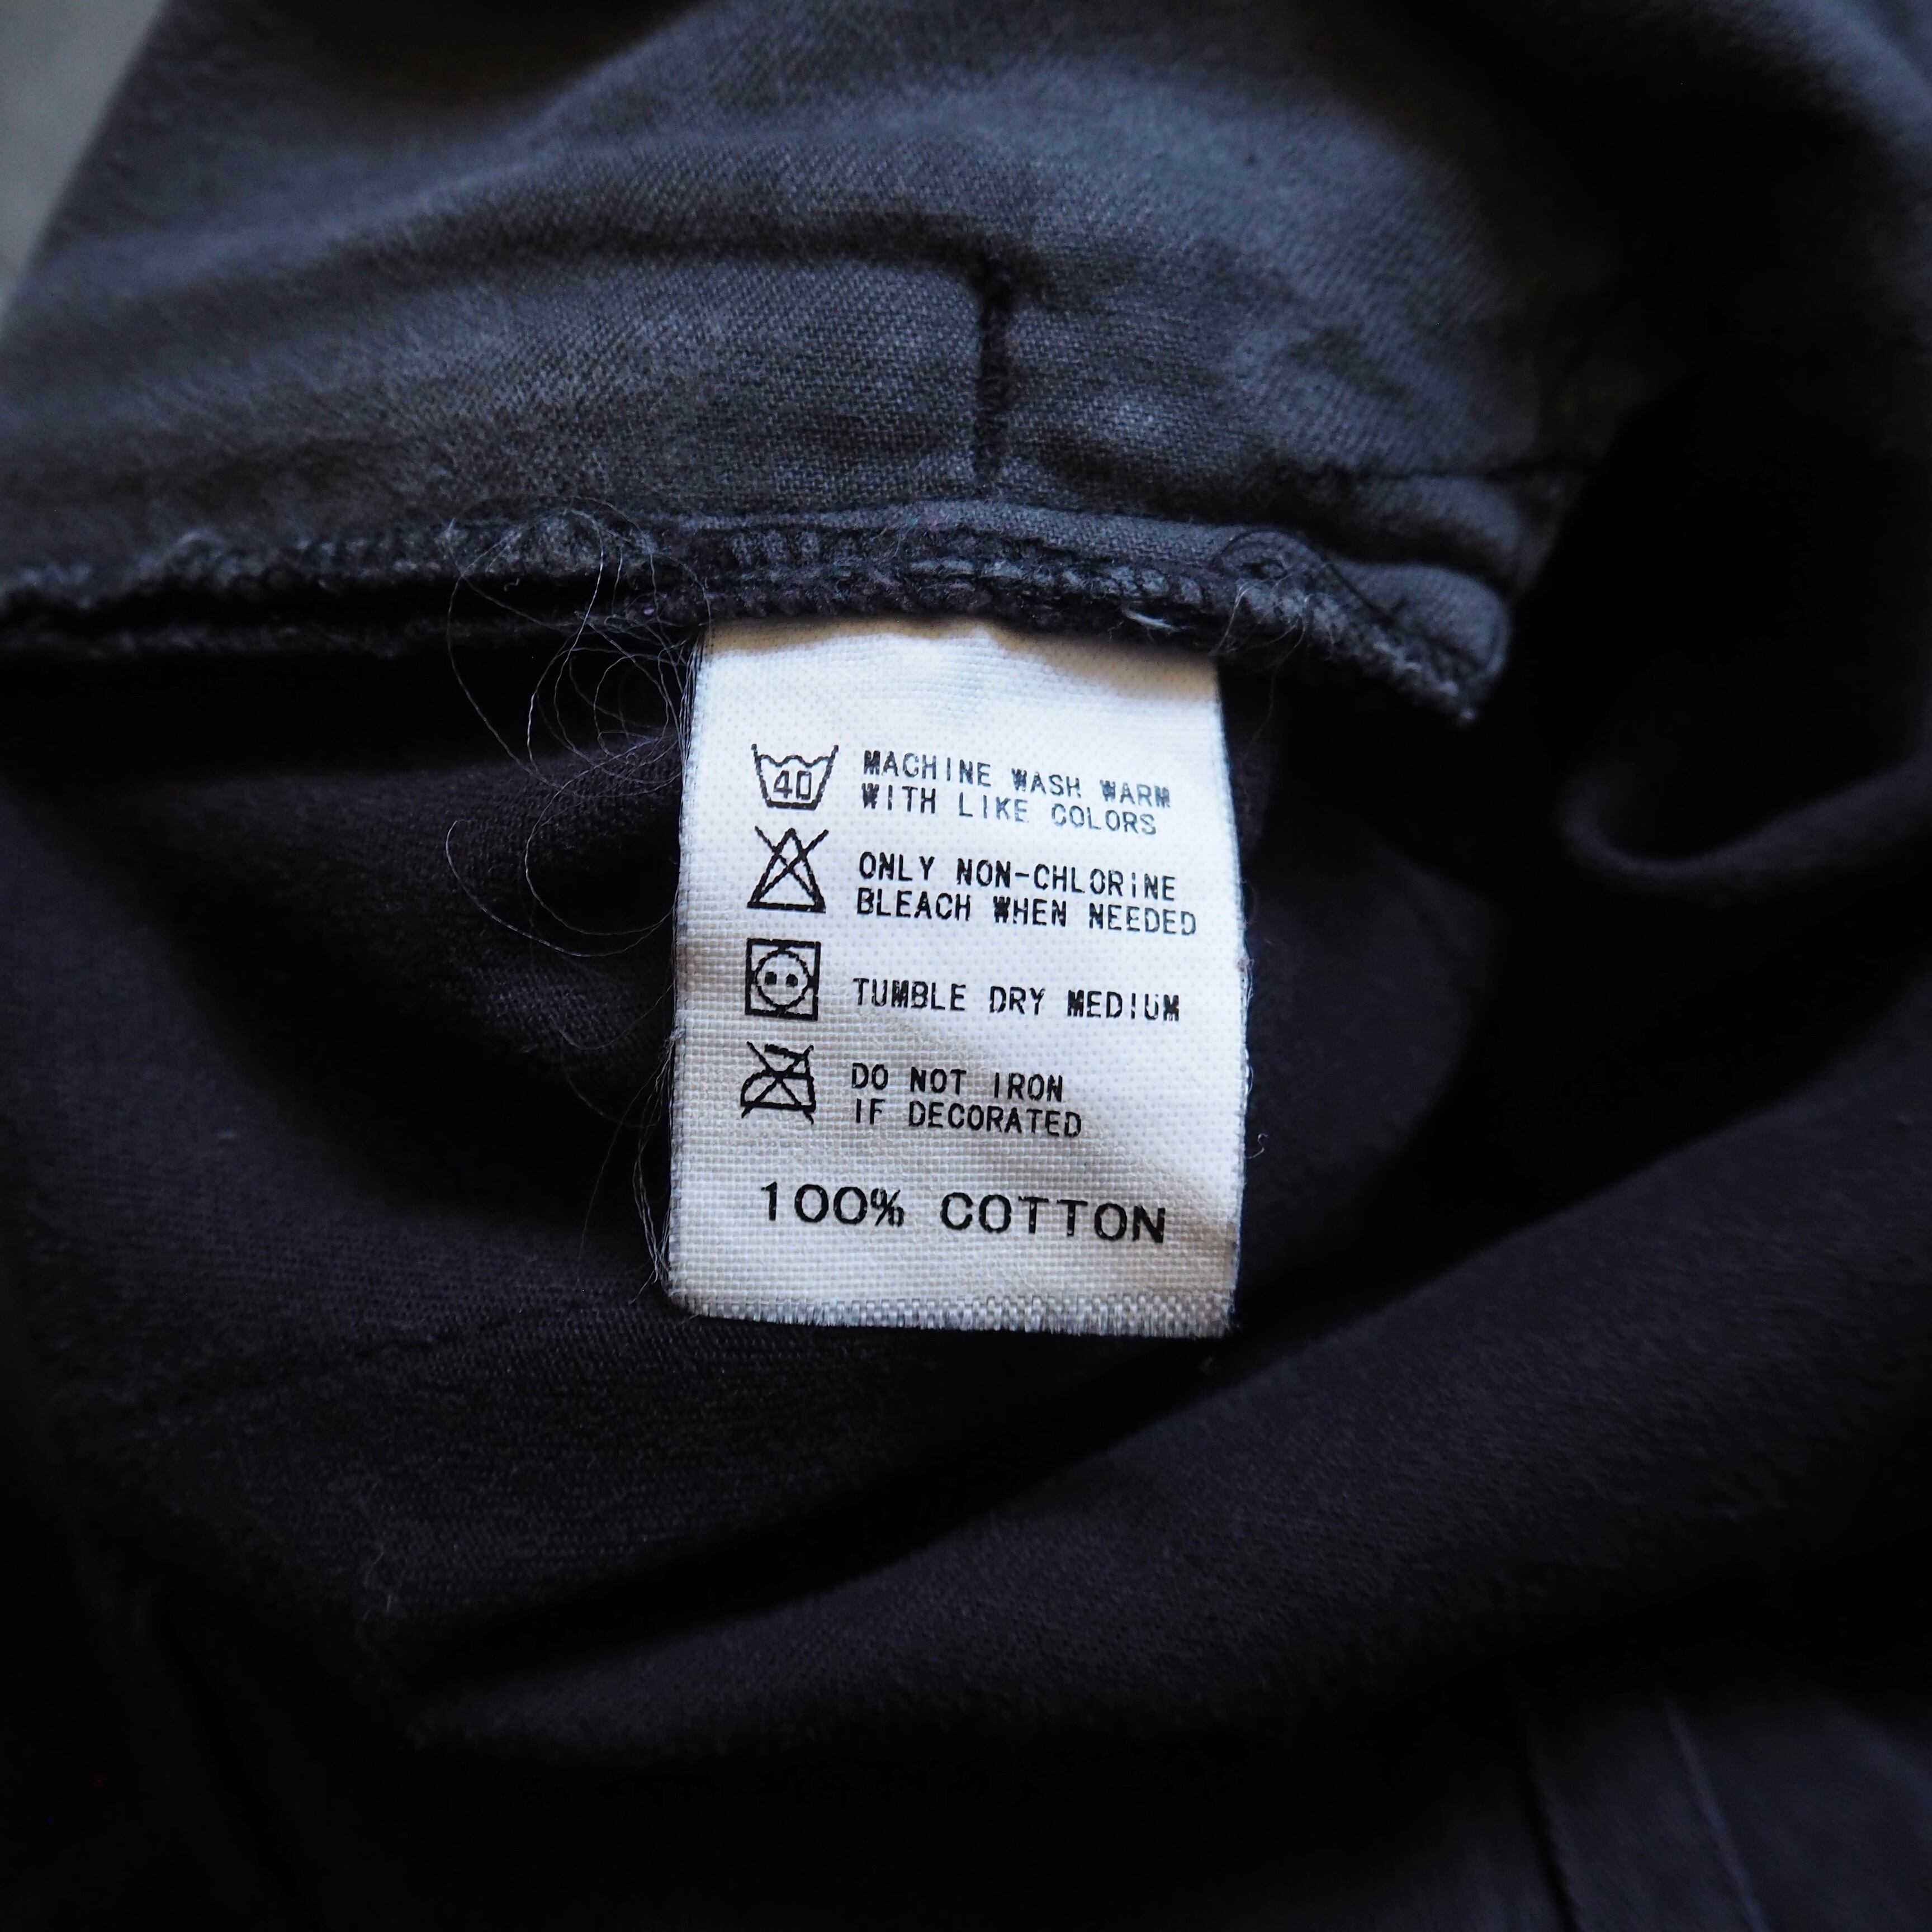 40 MACHINE WASH WARM
WITH LIKE COLORS
ONLY NON-CHLORINE
BLEACH WHEN NEEDED
TUMBLE DRY MEDIUM
DO NOT IRON
IF DECORATED
100% COTTON